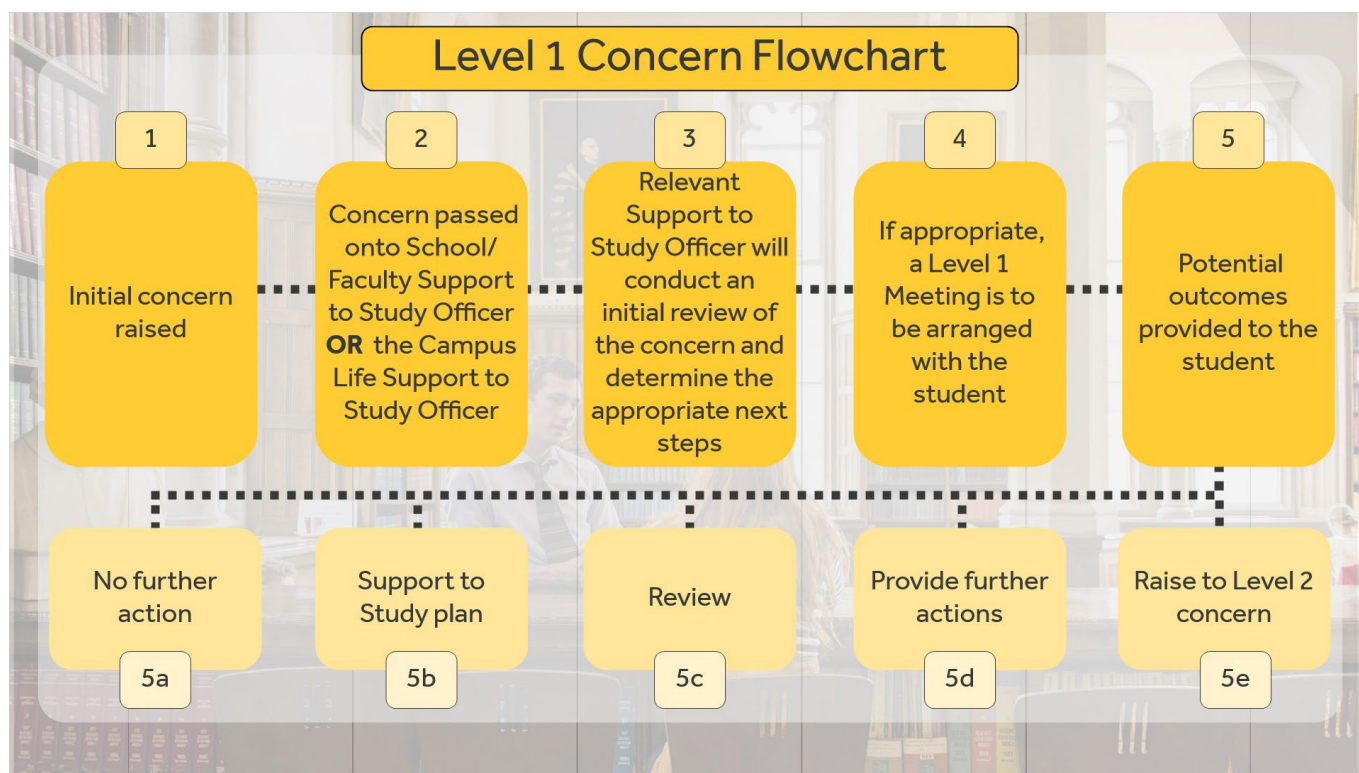 Level 1 Concern Flowchart
1
2
3
4
5
Initial concern
raised
Concern passed
onto School/
Faculty Support
to Study Officer
OR the Campus
Life Support to
Study Officer
Relevant
Support to
Study Officer will
conduct an
initial review of
the concern and
determine the
appropriate next
steps
If appropriate,
a Level 1
Meeting is to
be arranged
with the
student
Potential
outcomes
provided to the
student
No further
action
Support to
Study plan
Review
Provide further
actions
Raise to Level 2
concern
5a
5b
5c
5d
5e